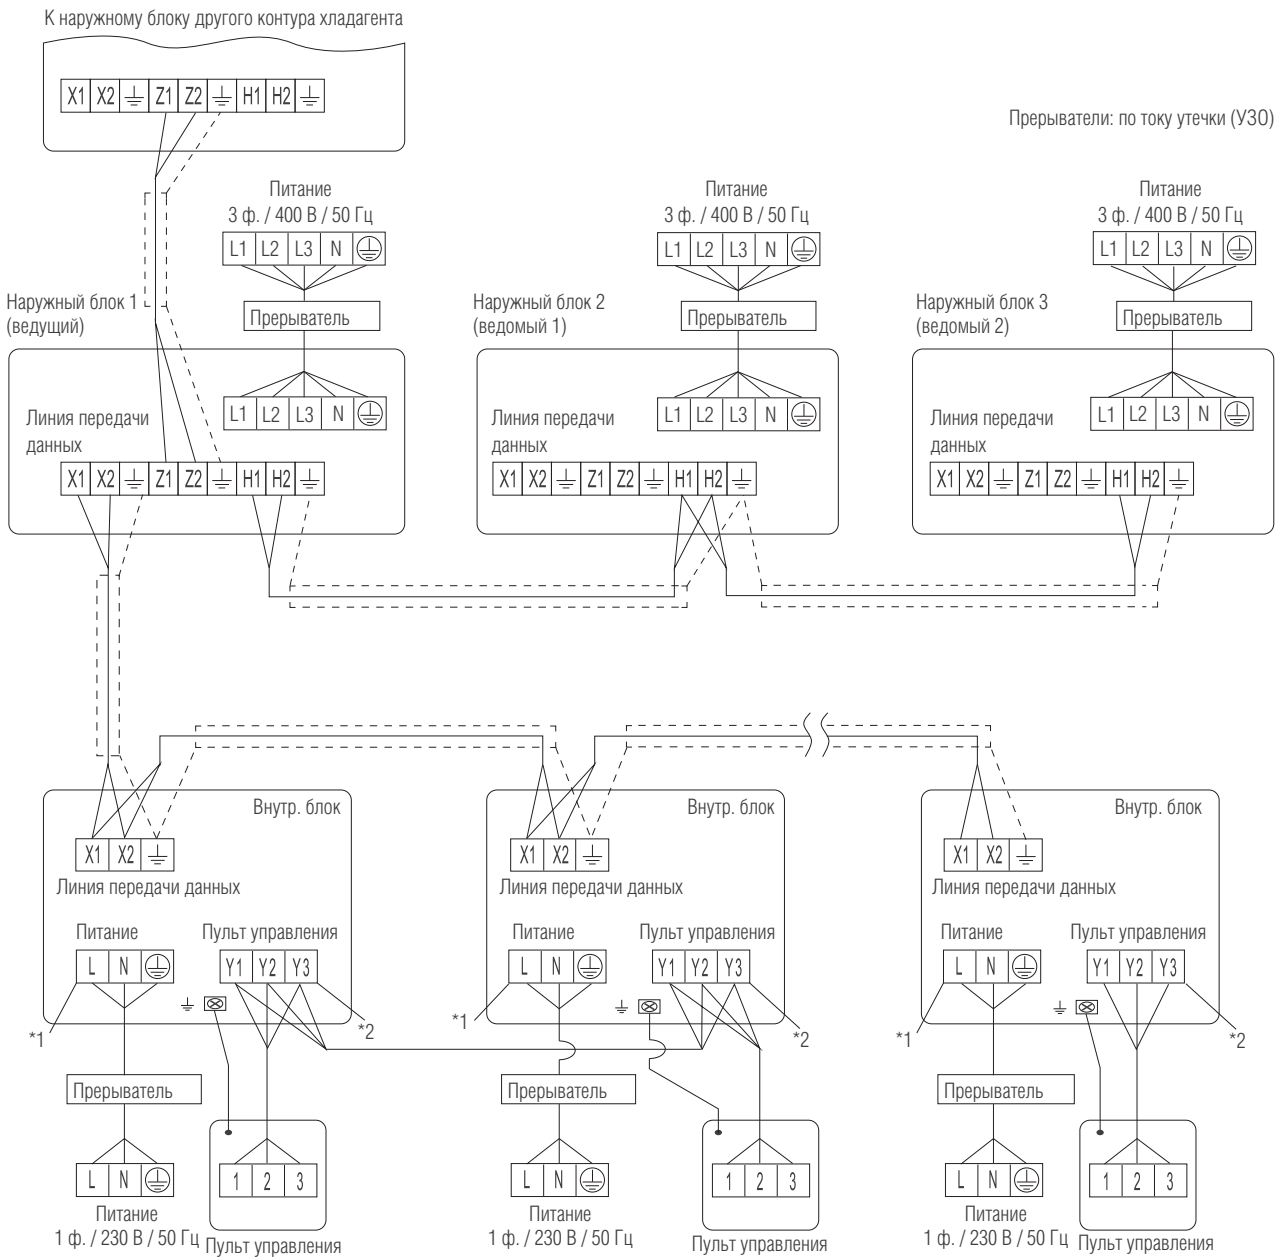 К наружному блоку другого контура хладагента
X1 X2 Z1 Z2 H1 H2
Прерыватели: по току утечки (УЗО)
Питание
3 ф. / 400 В / 50 Гц
L1 L2 L3 N
Питание
3 ф. / 400 В / 50 Гц
L1 L2 L3 N
Питание
3 ф. / 400 В / 50 Гц
L1 L2 L3 N
Наружный блок 1
(ведущий)
Прерыватель
Наружный блок 2
(ведомый 1)
Прерыватель
Наружный блок 3
(ведомый 2)
Прерыватель
L1 L2 L3 N
Линия передачи
данных
X1 X2 Z1 Z2 H1 H2
L1 L2 L3 N
Линия передачи
данных
X1 X2 Z1 Z2 H1 H2
L1 L2 L3 N
Линия передачи
данных
X1 X2 Z1 Z2 H1 H2
Внутр. блок
X1 X2
Линия передачи данных
Питание
L N
Пульт управления
Y1 Y2 Y3
*1
*2
Прерыватель
L N
Питание
1 ф. / 230 В / 50 Гц
1 2 3
Пульт управления
Внутр. блок
X1 X2
Линия передачи данных
Питание
L N
Пульт управления
Y1 Y2 Y3
*1
*2
Прерыватель
L N
Питание
1 ф. / 230 В / 50 Гц
1 2 3
Пульт управления
Внутр. блок
X1 X2
Линия передачи данных
Питание
L N
Пульт управления
Y1 Y2 Y3
*1
*2
Прерыватель
L N
Питание
1 ф. / 230 В / 50 Гц
1 2 3
Пульт управления